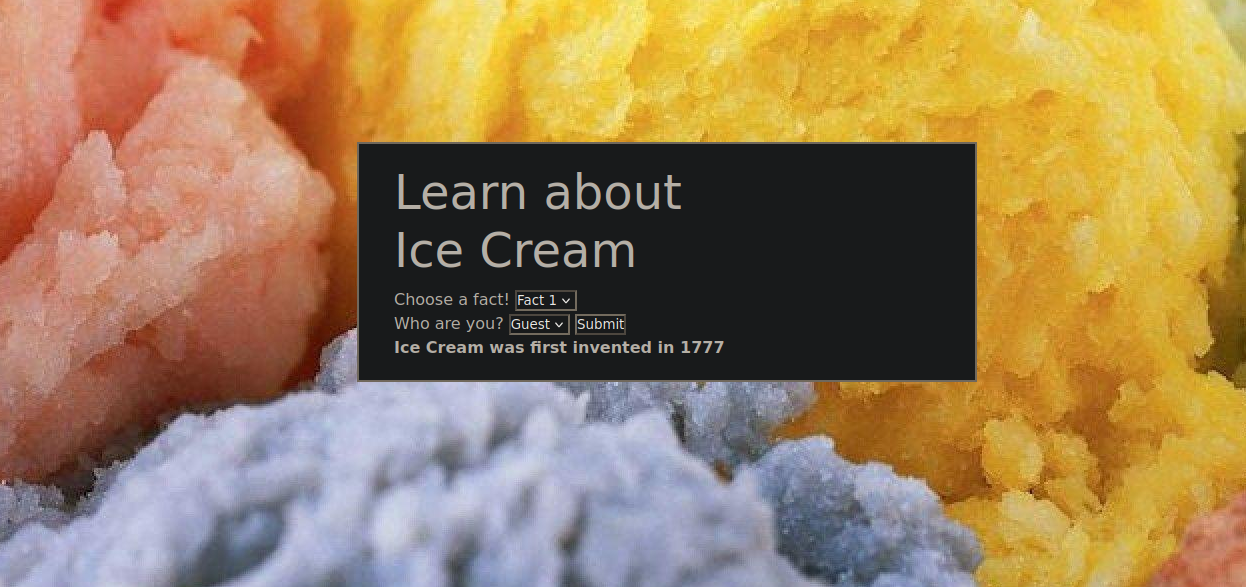 Learn about
Ice Cream
Choose a fact! Fact 1
Who are you? Guest Submit
Ice Cream was first invented in 1777